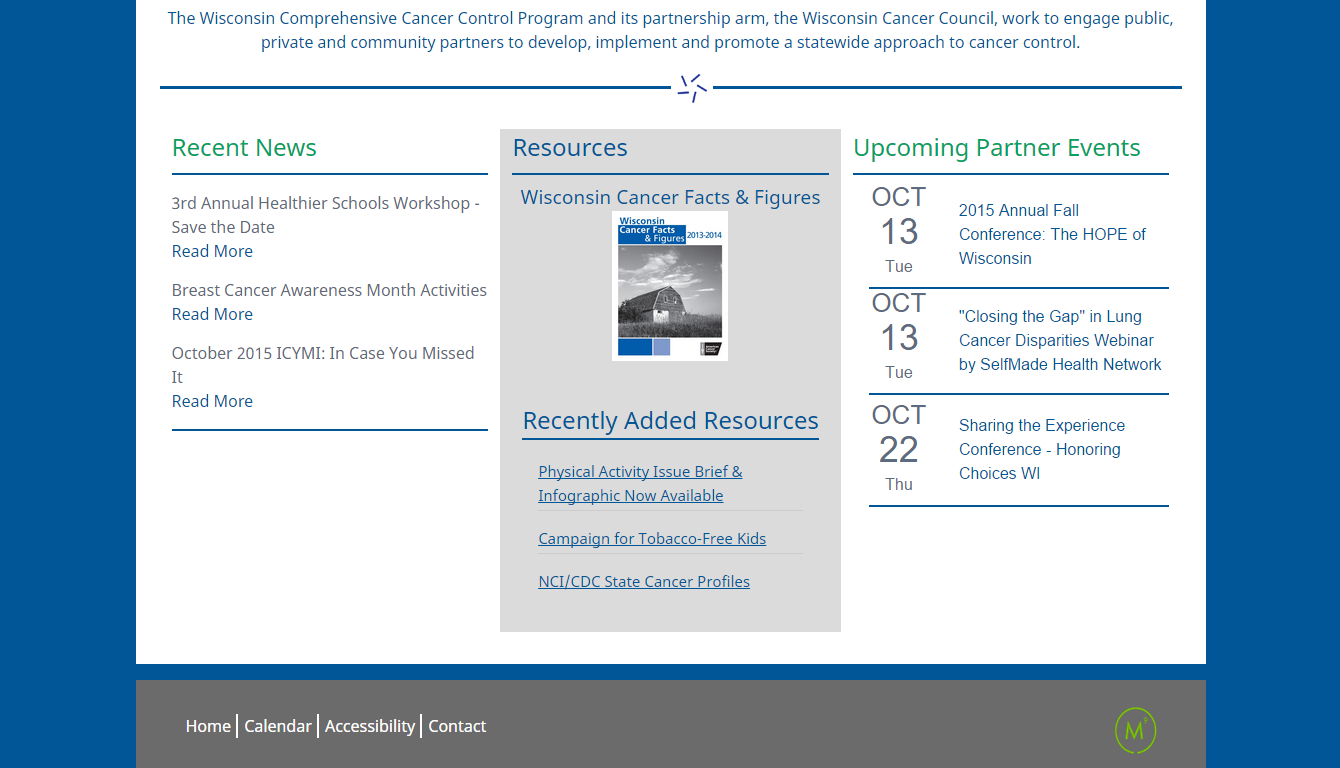 The Wisconsin Comprehensive Cancer Control Program and its partnership arm, the Wisconsin Cancer Council, work to engage public,
private and community partners to develop, implement and promote a statewide approach to cancer control.
Recent News
3rd Annual Healthier Schools Workshop -
Save the Date
Read More
Breast Cancer Awareness Month Activities
Read More
October 2015 ICYMI: In Case You Missed
It
Read More
Resources
Wisconsin Cancer Facts & Figures
Wisconsin
Cancer Facts
& Figures 2013-2014
Recently Added Resources
Physical Activity Issue Brief &
Infographic Now Available
Campaign for Tobacco-Free Kids
NCI/CDC State Cancer Profiles
Upcoming Partner Events
OCT
13
Tue
2015 Annual Fall
Conference: The HOPE of
Wisconsin
OCT
13
Tue
"Closing the Gap" in Lung
Cancer Disparities Webinar
by SelfMade Health Network
OCT
22
Thu
Sharing the Experience
Conference - Honoring
Choices WI
Home
Calendar
Accessibility
Contact
M